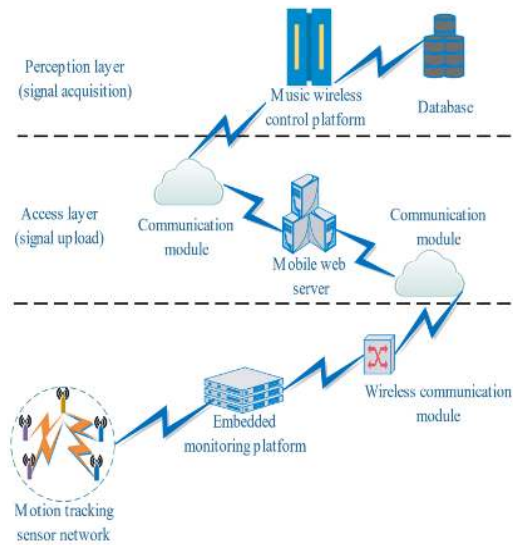 Perception layer
(signal acquisition)
Music wireless
control platform
Database
Access layer
(signal upload)
Communication
module
Mobile web
server
Communication
module
Wireless communication
module
Embedded
monitoring platform
Motion tracking
sensor network